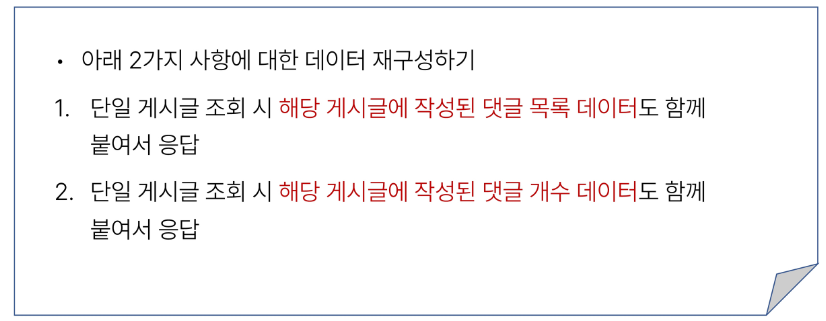 • 아래 2가지 사항에 대한 데이터 재구성하기
1. 단일 게시글 조회 시 해당 게시글에 작성된 댓글 목록 데이터도 함께
붙여서 응답
2. 단일 게시글 조회 시 해당 게시글에 작성된 댓글 개수 데이터도 함께
붙여서 응답